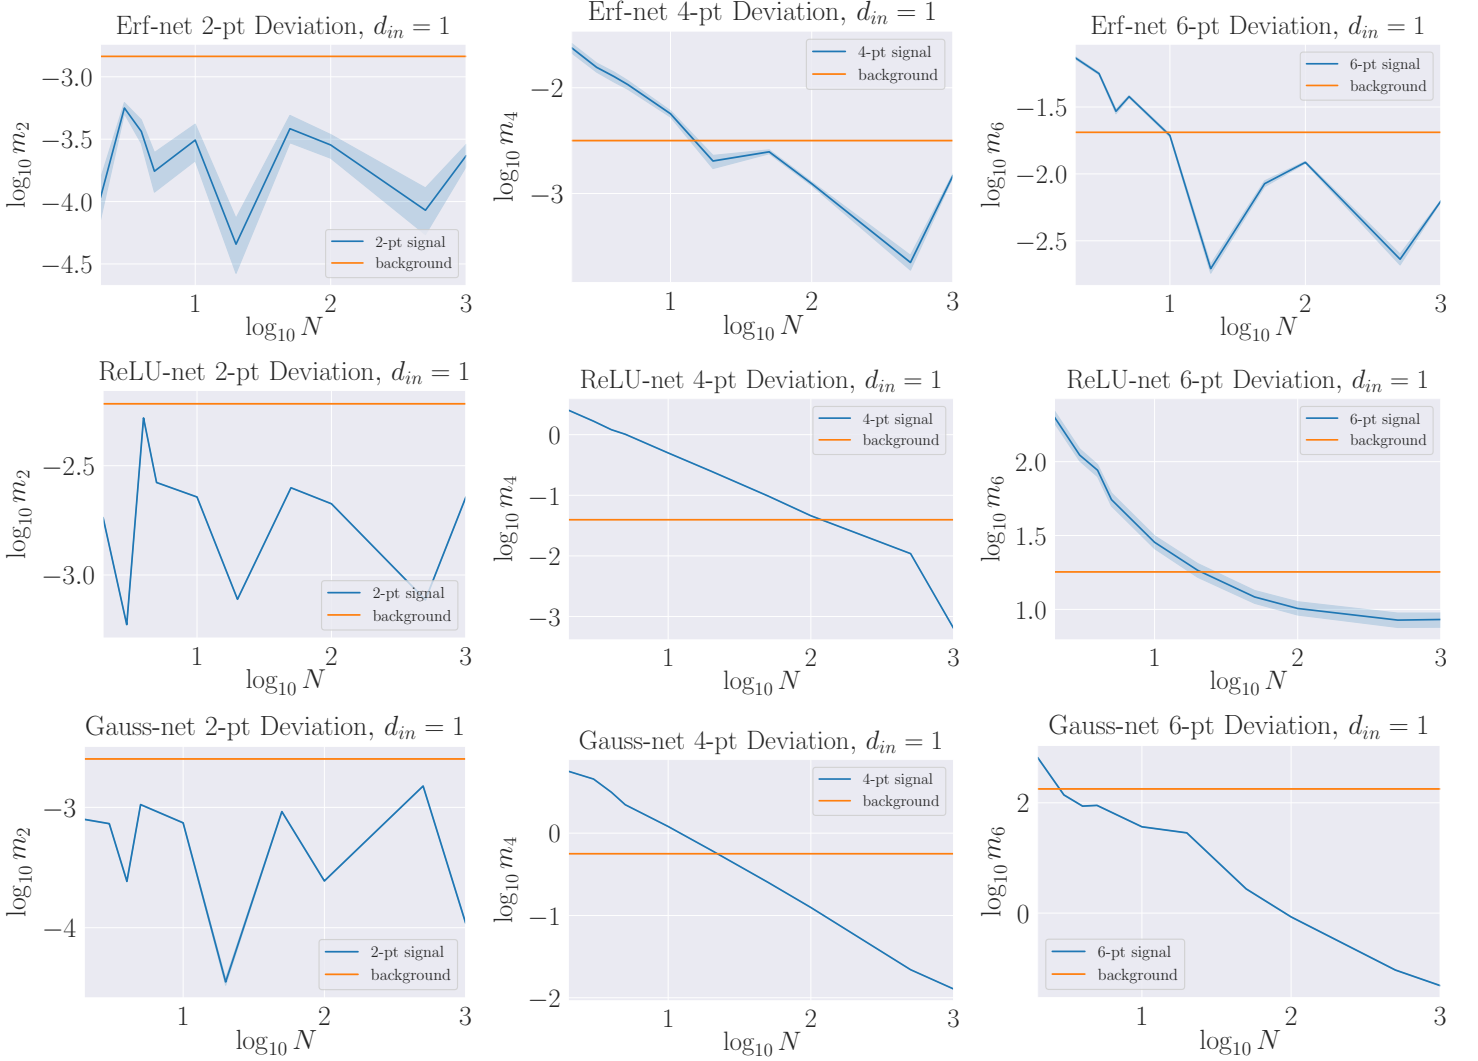 Erf-net 2-pt Deviation, d_in = 1
log₁₀ m₂
−3.0
−3.5
−4.0
−4.5
2-pt signal
background
1 2 3
log₁₀ N
Erf-net 4-pt Deviation, d_in = 1
log₁₀ m₄
−2
−3
4-pt signal
background
1 2 3
log₁₀ N
Erf-net 6-pt Deviation, d_in = 1
log₁₀ m₆
−1.5
−2.0
−2.5
6-pt signal
background
1 2 3
log₁₀ N
ReLU-net 2-pt Deviation, d_in = 1
log₁₀ m₂
−2.5
−3.0
2-pt signal
background
1 2 3
log₁₀ N
ReLU-net 4-pt Deviation, d_in = 1
log₁₀ m₄
0
−1
−2
−3
4-pt signal
background
1 2 3
log₁₀ N
ReLU-net 6-pt Deviation, d_in = 1
log₁₀ m₆
2.0
1.5
1.0
6-pt signal
background
1 2 3
log₁₀ N
Gauss-net 2-pt Deviation, d_in = 1
log₁₀ m₂
−3
−4
2-pt signal
background
1 2 3
log₁₀ N
Gauss-net 4-pt Deviation, d_in = 1
log₁₀ m₄
0
−1
−2
4-pt signal
background
1 2 3
log₁₀ N
Gauss-net 6-pt Deviation, d_in = 1
log₁₀ m₆
2
0
6-pt signal
background
1 2 3
log₁₀ N